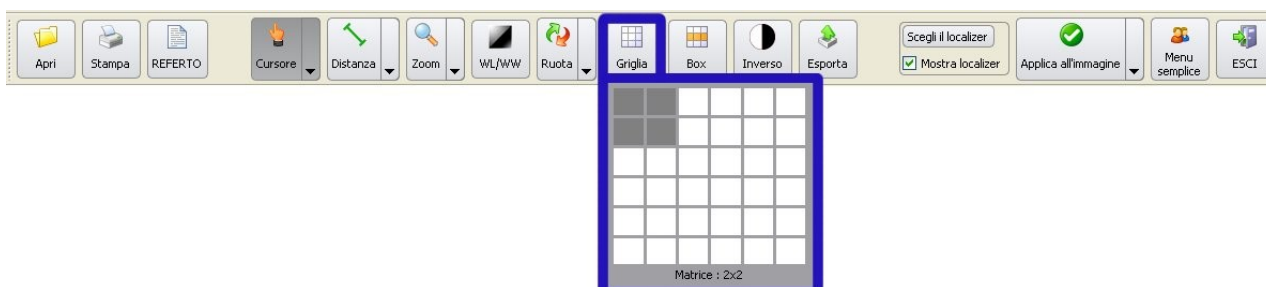 Apri
Stampa
REFERTO
Cursore
Distanza
Zoom
WL/WW
Ruota
Griglia
Box
Inverso
Esporta
Scegli il localizer
Mostra localizer
Applica all'immagine
Menu
semplice
ESCI
Matrice : 2x2